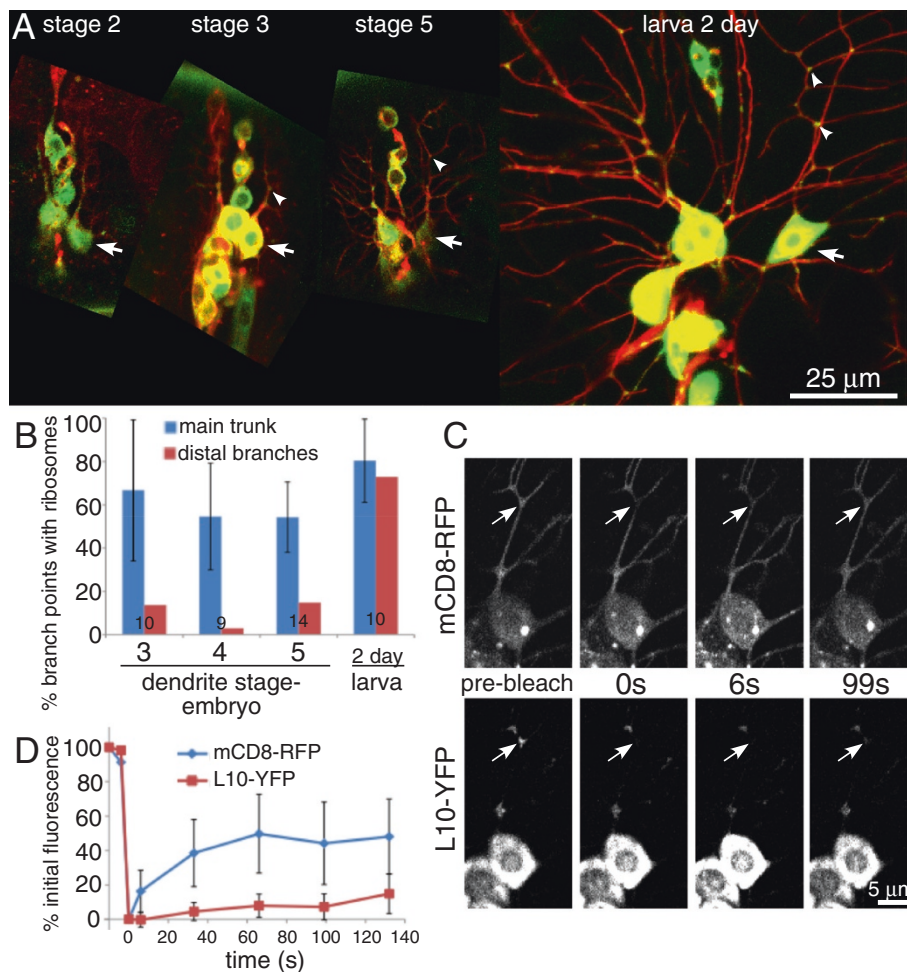 A
stage 2
stage 3
stage 5
larva 2 day
25 µm
B
% branch points with ribosomes
100
80
60
40
20
0
main trunk
distal branches
10
9
14
10
3
4
5
2 day
dendrite stage-
embryo
larva
C
mCD8-RFP
pre-bleach
0s
6s
99s
L10-YFP
5 µm
D
% initial fluorescence
100
80
60
40
20
0
mCD8-RFP
L10-YFP
0 20 40 60 80 100 120 140
time (s)